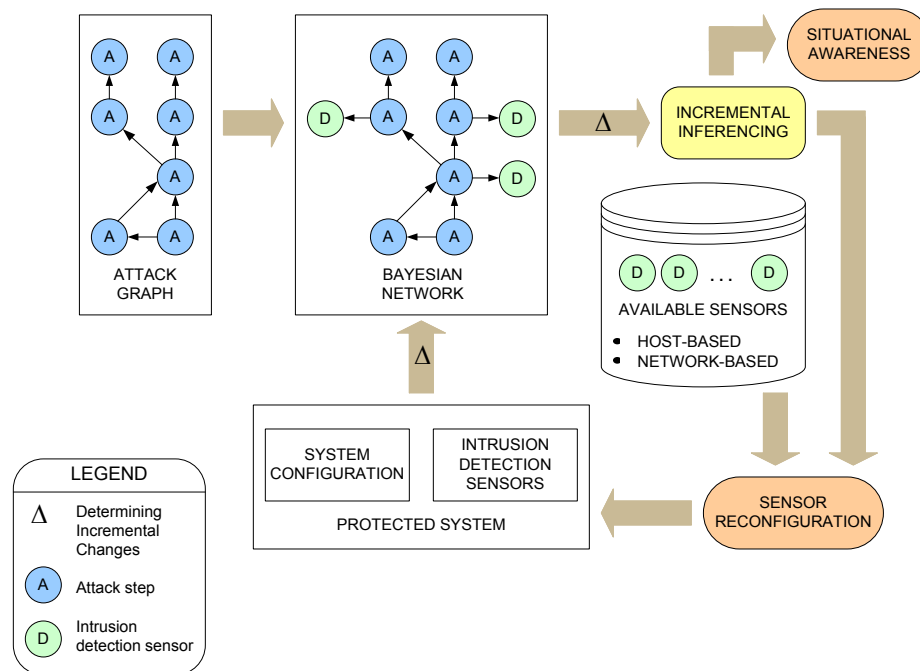 A A
A A
A
A A
ATTACK
GRAPH
A A
D A A D
A D
A A
BAYESIAN
NETWORK
Δ
INCREMENTAL
INFERENCING
SITUATIONAL
AWARENESS
D D ... D
AVAILABLE SENSORS
• HOST-BASED
• NETWORK-BASED
Δ
SYSTEM
CONFIGURATION
INTRUSION
DETECTION
SENSORS
PROTECTED SYSTEM
SENSOR
RECONFIGURATION
LEGEND
Δ Determining
Incremental
Changes
A Attack step
D Intrusion
detection sensor